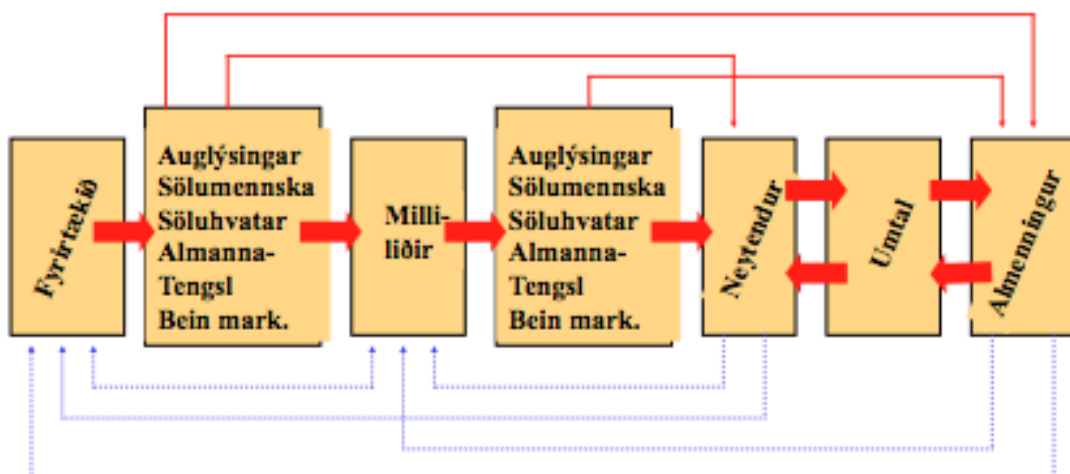 Fyrirtækið
Auglýsingar
Sölumennska
Söluhvatar
Almanna-
Tengsl
Bein mark.
Milli-
liðir
Auglýsingar
Sölumennska
Söluhvatar
Almanna-
Tengsl
Bein mark.
Neytendur
Umtal
Almenningur